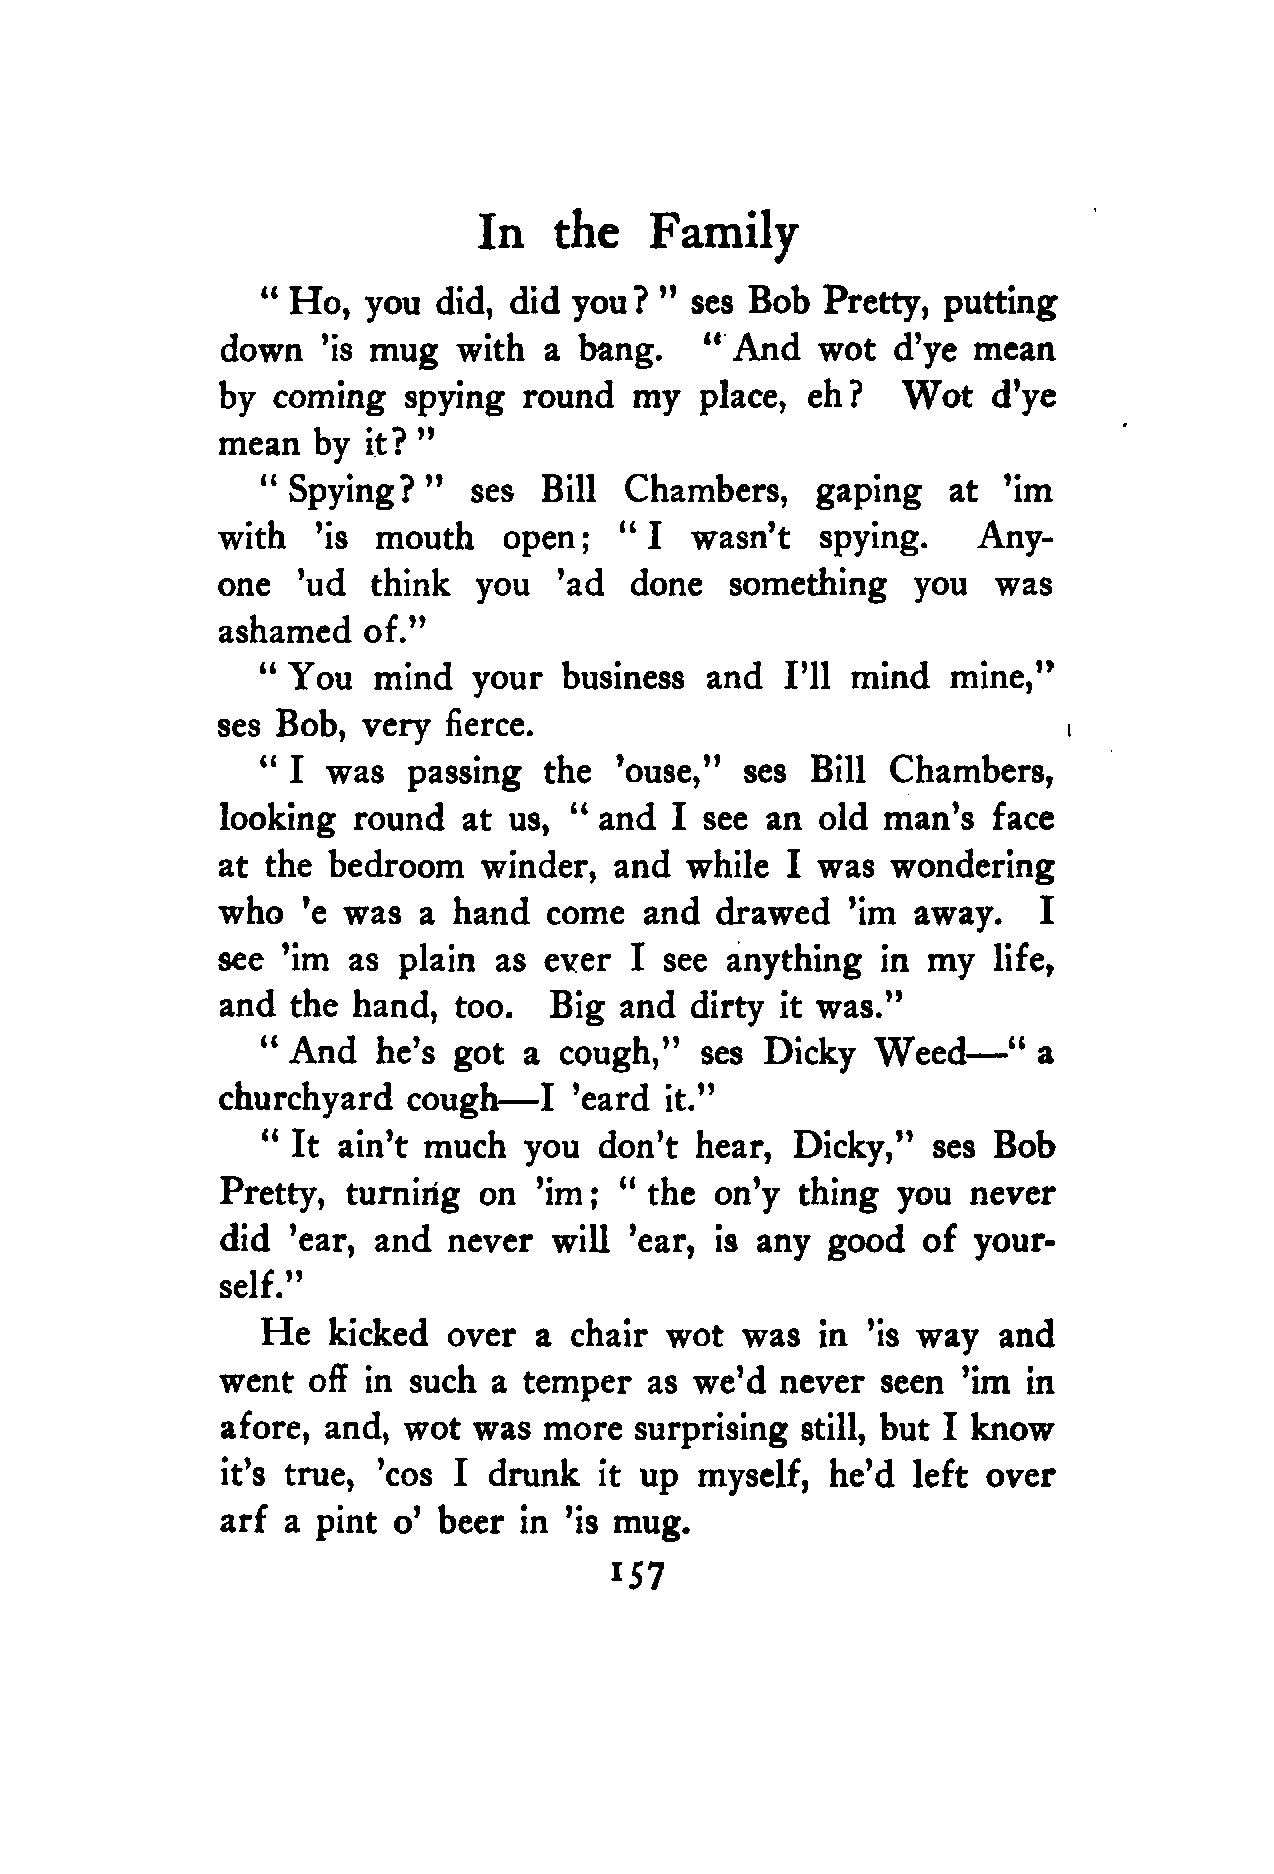 In the Family
“ Ho, you did, did you? ” ses Bob Pretty, putting
down ’is mug with a bang. “ And wot d’ye mean
by coming spying round my place, eh? Wot d’ye
mean by it? ”
“ Spying? ” ses Bill Chambers, gaping at ’im
with ’is mouth open; “ I wasn’t spying. Any-
one ’ud think you ’ad done something you was
ashamed of.”
“ You mind your business and I’ll mind mine,”
ses Bob, very fierce.
“ I was passing the ’ouse,” ses Bill Chambers,
looking round at us, “ and I see an old man’s face
at the bedroom winder, and while I was wondering
who ’e was a hand come and drawed ’im away. I
see ’im as plain as ever I see anything in my life,
and the hand, too. Big and dirty it was.”
“ And he’s got a cough,” ses Dicky Weed—“ a
churchyard cough—I ’eard it.”
“ It ain’t much you don’t hear, Dicky,” ses Bob
Pretty, turning on ’im; “ the on’y thing you never
did ’ear, and never will ’ear, is any good of your-
self.”
He kicked over a chair wot was in ’is way and
went off in such a temper as we’d never seen ’im in
afore, and, wot was more surprising still, but I know
it’s true, ’cos I drunk it up myself, he’d left over
arf a pint o’ beer in ’is mug.
157